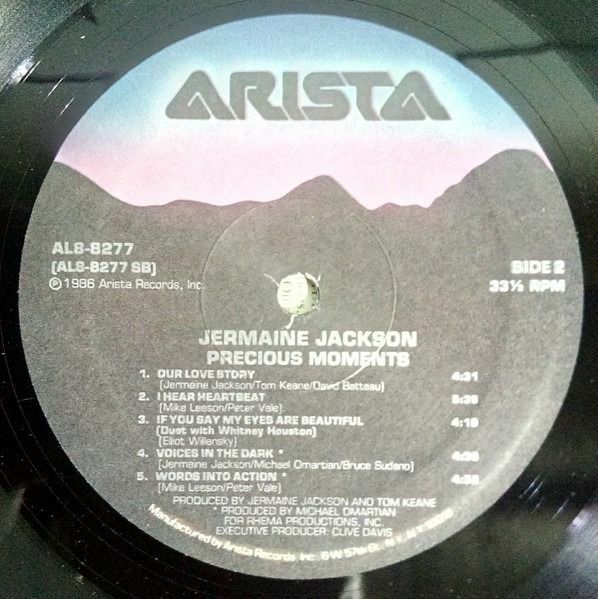 ARISTA
AL8-8277
(AL8-8277 SB)
Ⓟ1986 Arista Records, Inc.
SIDE 2
33⅓ RPM
JERMAINE JACKSON
PRECIOUS MOMENTS
1. OUR LOVE STORY 4:31
(Jermaine Jackson/Tom Keane/David Batteau)
2. I HEAR HEARTBEAT
(Mike Leeson/Peter Vale)
3. IF YOU SAY MY EYES ARE BEAUTIFUL
(Duet with Whitney Houston)
(Elliot Willensky)
4. VOICES IN THE DARK *
(Jermaine Jackson/Michael Omartian/Bruce Sudano)
5. WORDS INTO ACTION *
(Mike Leeson/Peter Vale)
PRODUCED BY JERMAINE JACKSON AND TOM KEANE
* PRODUCED BY MICHAEL OMARTIAN
FOR RHEMA PRODUCTIONS, INC.
EXECUTIVE PRODUCER: CLIVE DAVIS
Manufactured by Arista Records, Inc. 6 W 57th St., N.Y., N.Y.